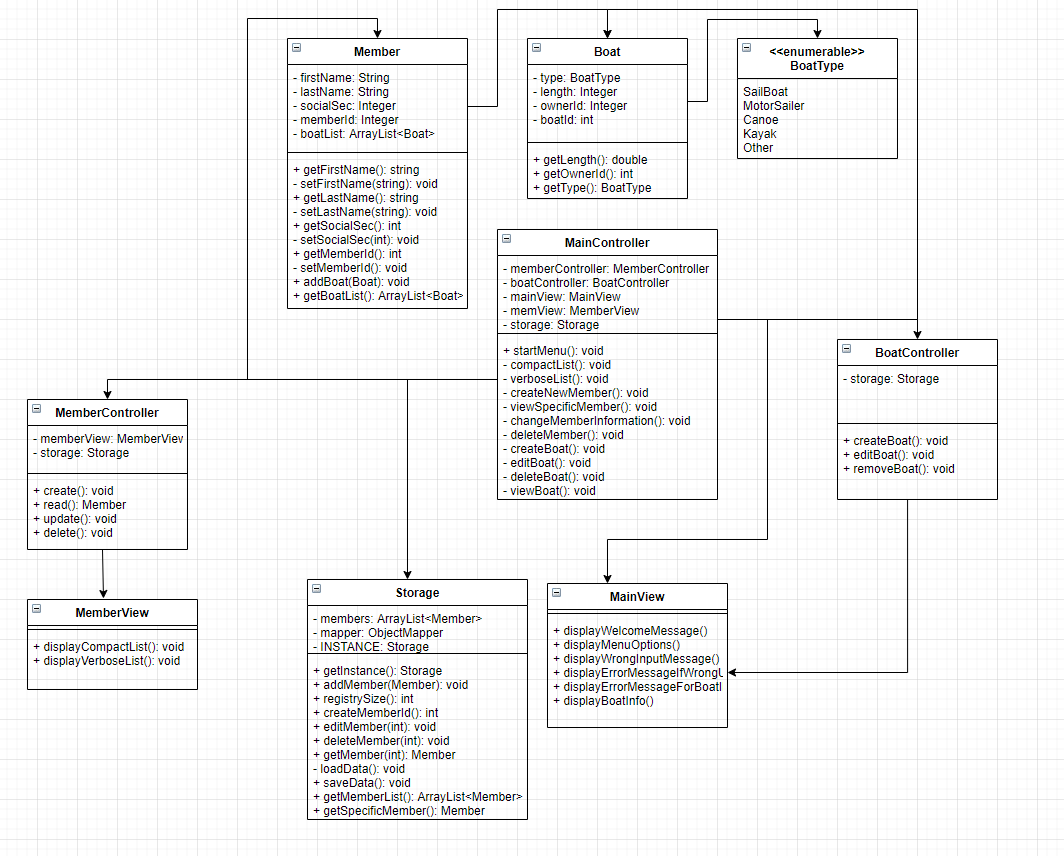 Member
- firstName: String
- lastName: String
- socialSec: Integer
- memberId: Integer
- boatList: ArrayList<Boat>
+ getFirstName(): string
- setFirstName(string): void
+ getLastName(): string
- setLastName(string): void
+ getSocialSec(): int
- setSocialSec(int): void
+ getMemberId(): int
- setMemberId(): void
+ addBoat(Boat): void
+ getBoatList(): ArrayList<Boat>
Boat
- type: BoatType
- length: Integer
- ownerId: Integer
- boatId: int
+ getLength(): double
+ getOwnerId(): int
+ getType(): BoatType
<<enumerable>>
BoatType
SailBoat
MotorSailer
Canoe
Kayak
Other
MainController
- memberController: MemberController
- boatController: BoatController
- mainView: MainView
- memView: MemberView
- storage: Storage
+ startMenu(): void
- compactList(): void
- verboseList(): void
- createNewMember(): void
- viewSpecificMember(): void
- changeMemberInformation(): void
- deleteMember(): void
- createBoat(): void
- editBoat(): void
- deleteBoat(): void
- viewBoat(): void
BoatController
- storage: Storage
+ createBoat(): void
+ editBoat(): void
+ removeBoat(): void
MemberController
- memberView: MemberView
- storage: Storage
+ create(): void
+ read(): Member
+ update(): void
+ delete(): void
MemberView
+ displayCompactList(): void
+ displayVerboseList(): void
Storage
- members: ArrayList<Member>
- mapper: ObjectMapper
- INSTANCE: Storage
+ getInstance(): Storage
+ addMember(Member): void
+ registrySize(): int
+ createMemberId(): int
+ editMember(int): void
+ deleteMember(int): void
+ getMember(int): Member
- loadData(): void
+ saveData(): void
+ getMemberList(): ArrayList<Member>
+ getSpecificMember(): Member
MainView
+ displayWelcomeMessage()
+ displayMenuOptions()
+ displayWrongInputMessage()
+ displayErrorMessageIfWrong
+ displayErrorMessageForBoat
+ displayBoatInfo()